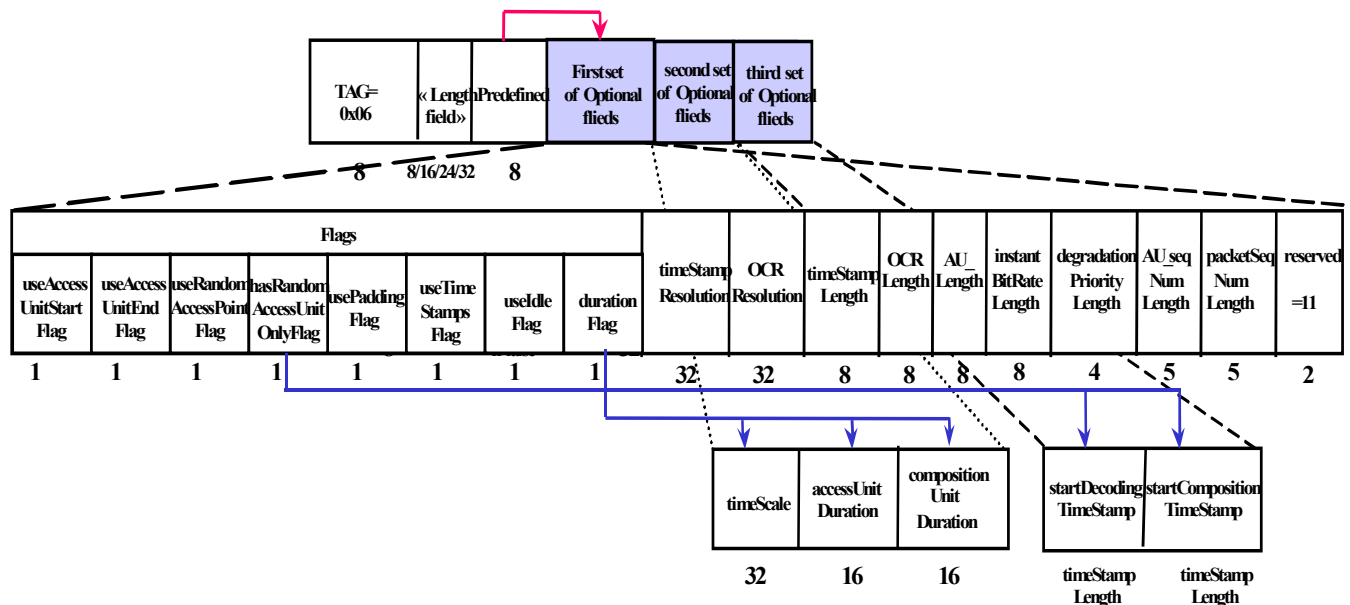 TAG=
0x06
« Length
field»
Predefined
First set
of Optional
flieds
second set
of Optional
flieds
third set
of Optional
flieds
8
8/16/24/32
8
Flags
useAccess
UnitStart
Flag
useAccess
UnitEnd
Flag
useRandom
AccessPoint
Flag
hasRandom
AccessUnit
OnlyFlag
usePadding
Flag
useTime
Stamps
Flag
useIdle
Flag
duration
Flag
timeStamp
Resolution
OCR
Resolution
timeStamp
Length
OCR
Length
AU_
Length
instant
BitRate
Length
degradation
Priority
Length
AU_seq
Num
Length
packetSeq
Num
Length
reserved
=11
1
1
1
1
1
1
1
1
32
32
8
8
8
8
4
5
5
2
timeScale
accessUnit
Duration
composition
Unit
Duration
startDecoding
TimeStamp
startComposition
TimeStamp
32
16
16
timeStamp
Length
timeStamp
Length